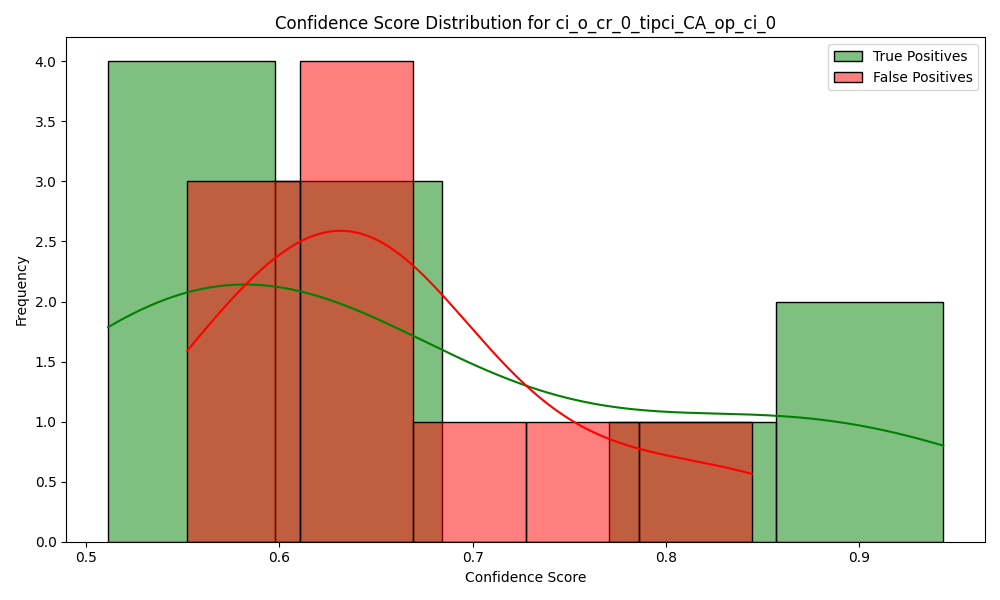 Confidence Score Distribution for ci_o_cr_0_tipci_CA_op_ci_0
True Positives
False Positives
4.0
3.5
3.0
2.5
2.0
1.5
1.0
0.5
0.0
Frequency
0.5 0.6 0.7 0.8 0.9
Confidence Score